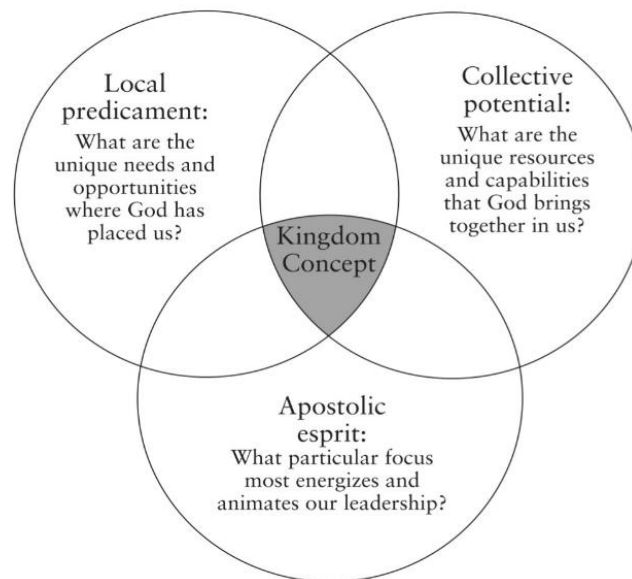 Local
predicament:
What are the
unique needs and
opportunities
where God has
placed us?
Collective
potential:
What are the
unique resources
and capabilities
that God brings
together in us?
Kingdom
Concept
Apostolic
esprit:
What particular focus
most energizes and
animates our leadership?